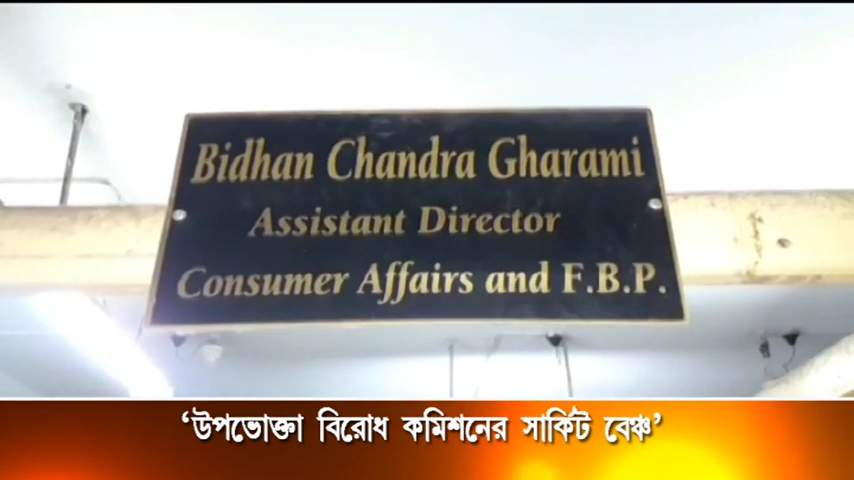 Bidhan Chandra Gharami
Assistant Director
Consumer Affairs and F.B.P.
‘উপভোক্তা বিরোধ কমিশনের সার্কিট বেঞ্চ’